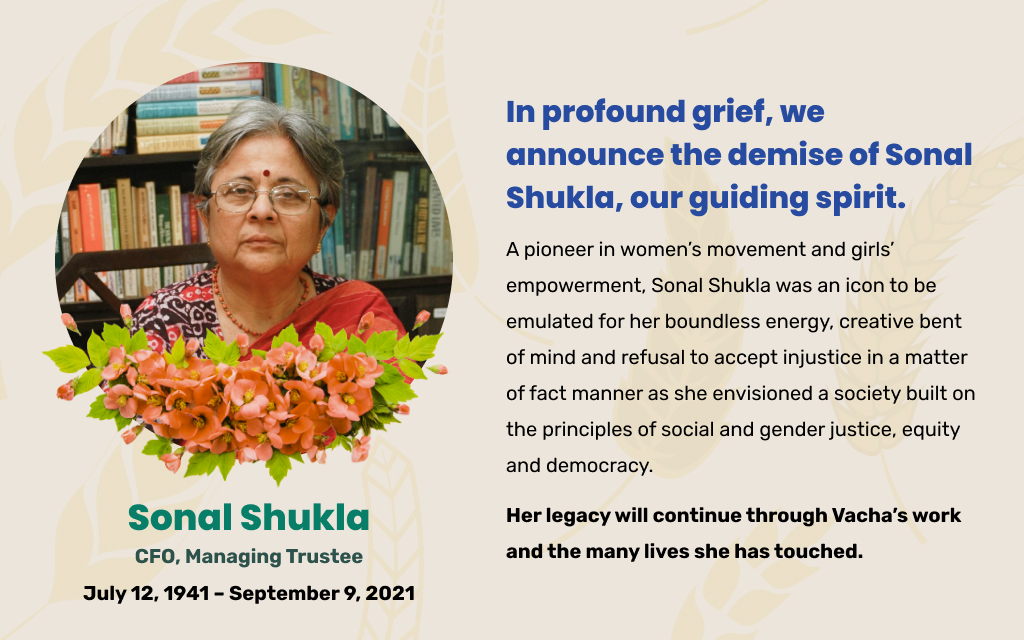 In profound grief, we
announce the demise of Sonal
Shukla, our guiding spirit.
A pioneer in women’s movement and girls’
empowerment, Sonal Shukla was an icon to be
emulated for her boundless energy, creative bent
of mind and refusal to accept injustice in a matter
of fact manner as she envisioned a society built on
the principles of social and gender justice, equity
and democracy.
Her legacy will continue through Vacha’s work
and the many lives she has touched.
Sonal Shukla
CFO, Managing Trustee
July 12, 1941 – September 9, 2021